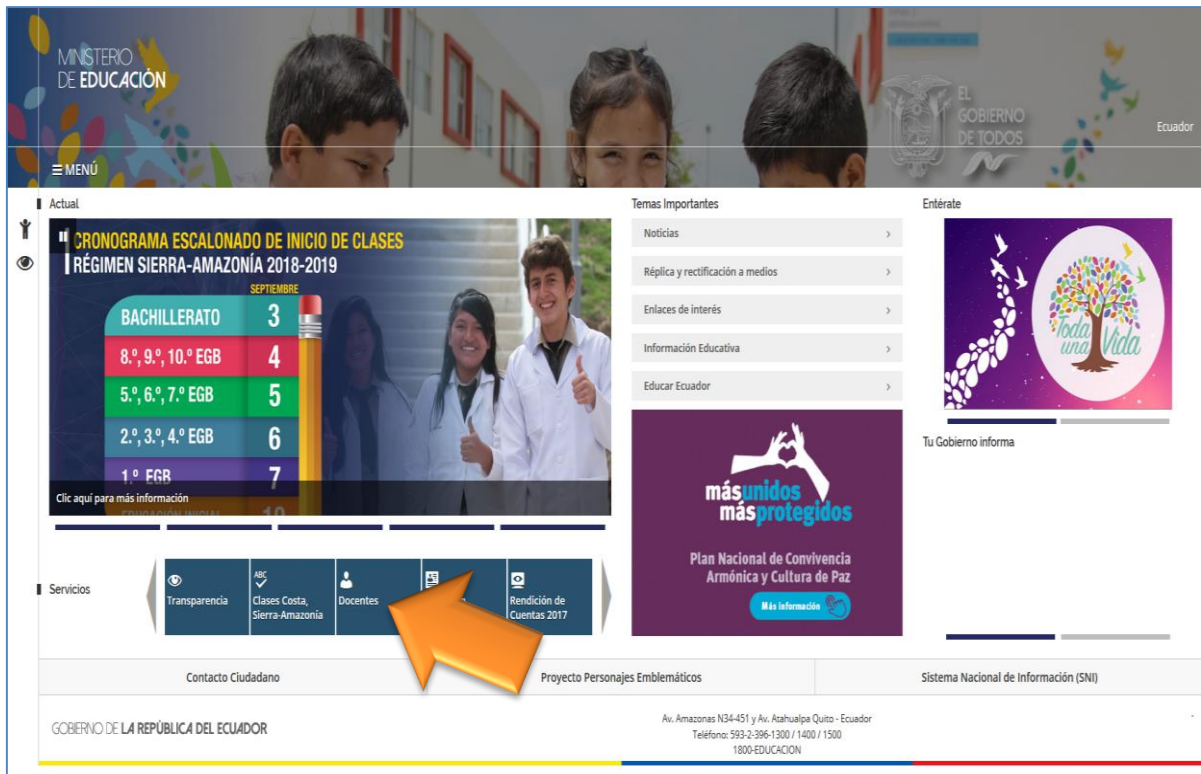 MINISTERIO
DE EDUCACIÓN
EL
GOBIERNO
DE TODOS
Ecuador
☰ MENÚ
Actual
CRONOGRAMA ESCALONADO DE INICIO DE CLASES
RÉGIMEN SIERRA-AMAZONÍA 2018-2019
SEPTIEMBRE
BACHILLERATO 3
8.º, 9.º, 10.º EGB 4
5.º, 6.º, 7.º EGB 5
2.º, 3.º, 4.º EGB 6
1.º EGB 7
EDUCACIÓN INICIAL 10
Clic aquí para más información
Servicios
Transparencia
ABC
Clases Costa,
Sierra-Amazonía
Docentes
Rendición de
Cuentas 2017
Temas Importantes
Noticias
Réplica y rectificación a medios
Enlaces de interés
Información Educativa
Educar Ecuador
másunidos
másprotegidos
Plan Nacional de Convivencia
Armónica y Cultura de Paz
Más información
Entérate
Toda
una Vida
Tu Gobierno informa
Contacto Ciudadano
Proyecto Personajes Emblemáticos
Sistema Nacional de Información (SNI)
GOBIERNO DE LA REPÚBLICA DEL ECUADOR
Av. Amazonas N34-451 y Av. Atahualpa Quito - Ecuador
Teléfono: 593-2-396-1300 / 1400 / 1500
1800-EDUCACION